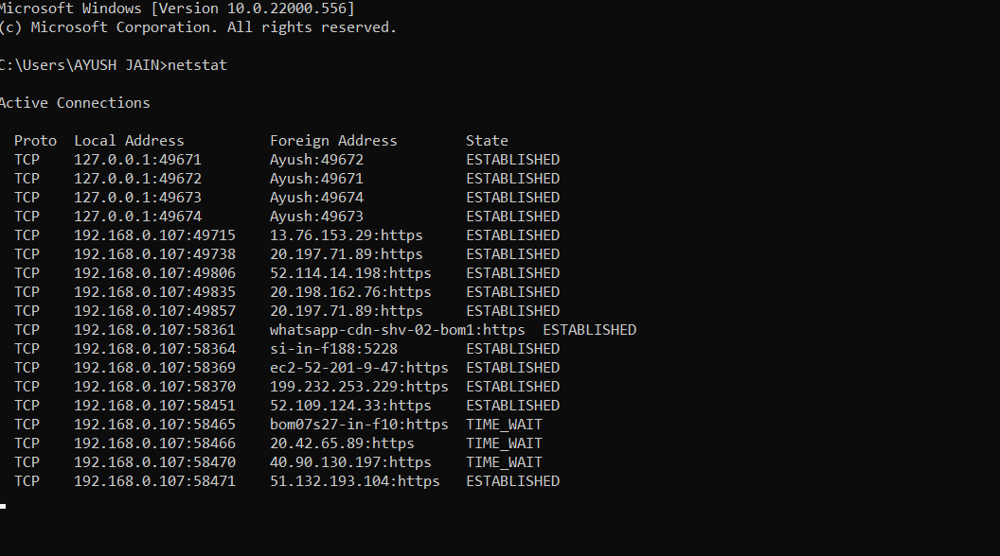 Microsoft Windows [Version 10.0.22000.556]
(c) Microsoft Corporation. All rights reserved.
C:\Users\AYUSH JAIN>netstat
Active Connections
Proto  Local Address          Foreign Address        State
TCP    127.0.0.1:49671        Ayush:49672            ESTABLISHED
TCP    127.0.0.1:49672        Ayush:49671            ESTABLISHED
TCP    127.0.0.1:49673        Ayush:49674            ESTABLISHED
TCP    127.0.0.1:49674        Ayush:49673            ESTABLISHED
TCP    192.168.0.107:49715    13.76.153.29:https     ESTABLISHED
TCP    192.168.0.107:49738    20.197.71.89:https     ESTABLISHED
TCP    192.168.0.107:49806    52.114.14.198:https    ESTABLISHED
TCP    192.168.0.107:49835    20.198.162.76:https    ESTABLISHED
TCP    192.168.0.107:49857    20.197.71.89:https     ESTABLISHED
TCP    192.168.0.107:58361    whatsapp-cdn-shv-02-bom1:https  ESTABLISHED
TCP    192.168.0.107:58364    si-in-f188:5228        ESTABLISHED
TCP    192.168.0.107:58369    ec2-52-201-9-47:https  ESTABLISHED
TCP    192.168.0.107:58370    199.232.253.229:https  ESTABLISHED
TCP    192.168.0.107:58451    52.109.124.33:https    ESTABLISHED
TCP    192.168.0.107:58465    bom07s27-in-f10:https  TIME_WAIT
TCP    192.168.0.107:58466    20.42.65.89:https      TIME_WAIT
TCP    192.168.0.107:58470    40.90.130.197:https    TIME_WAIT
TCP    192.168.0.107:58471    51.132.193.104:https   ESTABLISHED